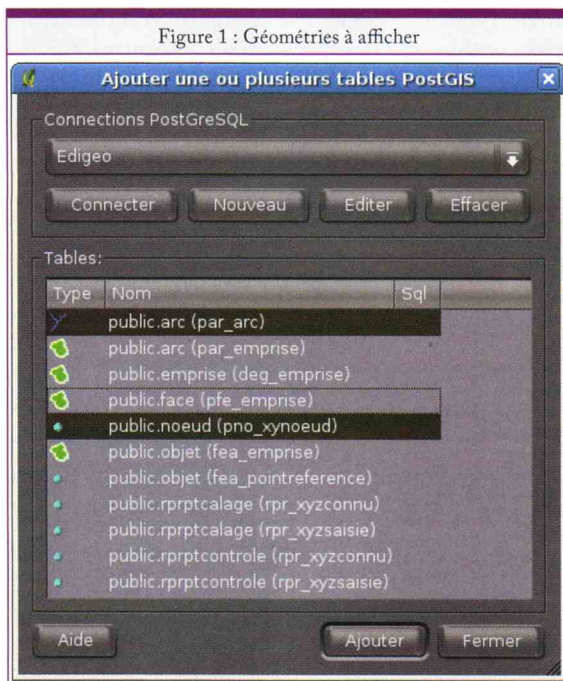 Figure 1 : Géométries à afficher
Ajouter une ou plusieurs tables PostGIS
Connections PostGreSQL
Edigeo
Connecter Nouveau Editer Effacer
Tables:
Type Nom Sql
public.arc (par_arc)
public.arc (par_emprise)
public.emprise (deg_emprise)
public.face (pfe_emprise)
public.noeud (pno_xynoeud)
public.objet (fea_emprise)
public.objet (fea_pointreference)
public.rprptcalage (rpr_xyzconnu)
public.rprptcalage (rpr_xyzsaisie)
public.rprptcontrole (rpr_xyzconnu)
public.rprptcontrole (rpr_xyzsaisie)
Aide Ajouter Fermer